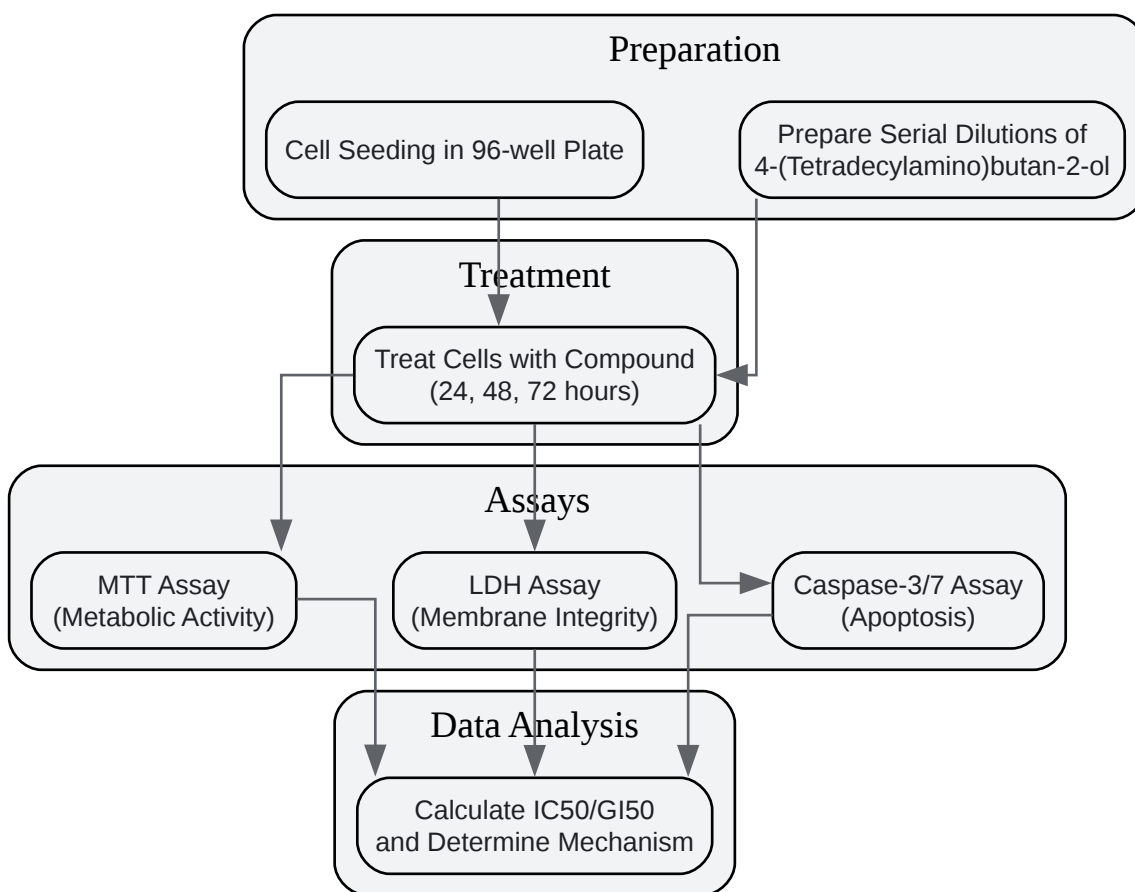 Preparation
Cell Seeding in 96-well Plate
Prepare Serial Dilutions of
4-(Tetradecylamino)butan-2-ol
Treatment
Treat Cells with Compound
(24, 48, 72 hours)
Assays
MTT Assay
(Metabolic Activity)
LDH Assay
(Membrane Integrity)
Caspase-3/7 Assay
(Apoptosis)
Data Analysis
Calculate IC50/GI50
and Determine Mechanism